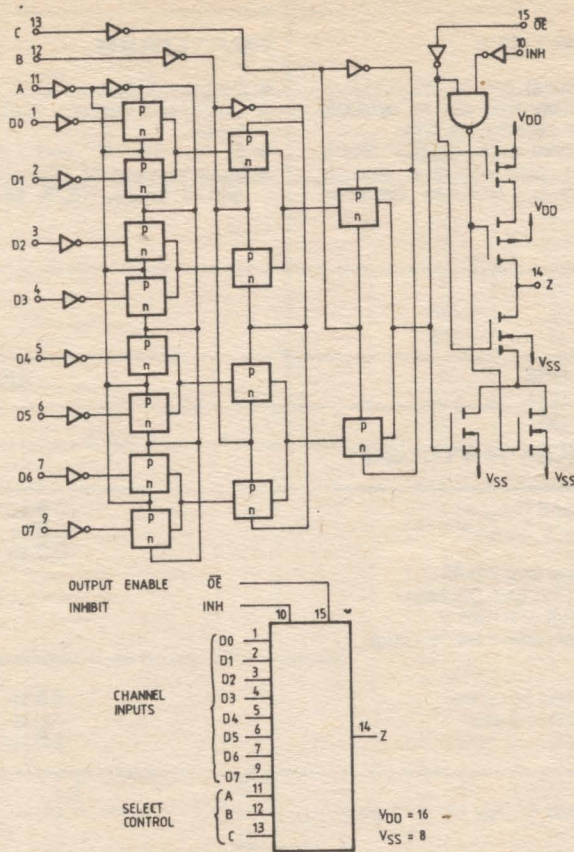 C 13
15 OE
B 12
10 INH
A 11
D0 1
D1 2
D2 3
D3 4
D4 5
D5 6
D6 7
D7 9
P
n
P
n
P
n
P
n
P
n
P
n
P
n
P
n
P
n
P
n
P
n
P
n
P
n
P
n
VDD
VDD
14
Z
VSS
VSS
VSS
OUTPUT ENABLE OE
INHIBIT INH
10 15
D0 1
D1 2
D2 3
D3 4
D4 5
D5 6
D6 7
D7 9
CHANNEL
INPUTS
14 Z
A 11
B 12
C 13
SELECT
CONTROL
VDD = 16
VSS = 8